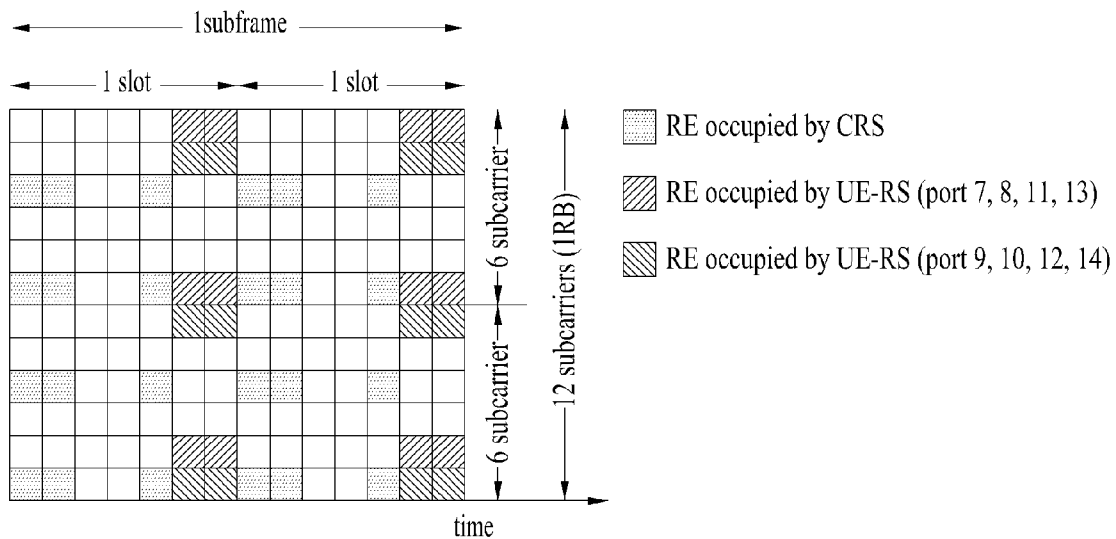 1subframe
1 slot
1 slot
RE occupied by CRS
RE occupied by UE-RS (port 7, 8, 11, 13)
RE occupied by UE-RS (port 9, 10, 12, 14)
6 subcarrier
6 subcarrier
12 subcarriers (1RB)
time